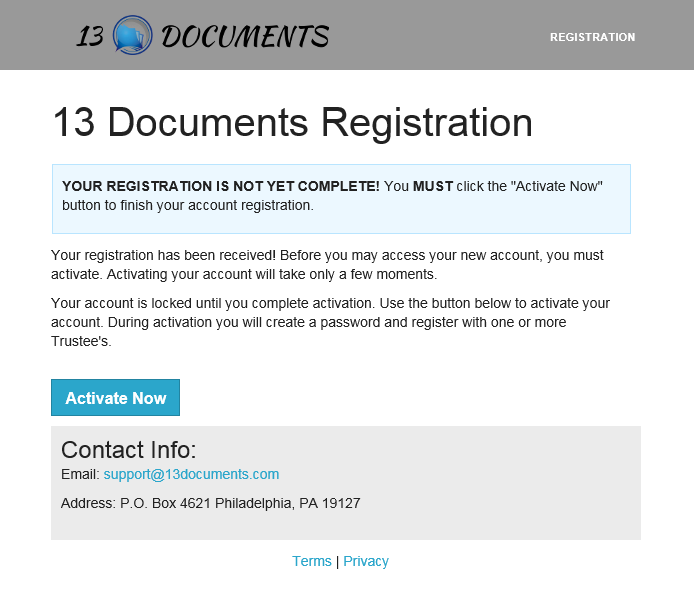 13 DOCUMENTS
REGISTRATION
13 Documents Registration
YOUR REGISTRATION IS NOT YET COMPLETE! You MUST click the "Activate Now"
button to finish your account registration.
Your registration has been received! Before you may access your new account, you must
activate. Activating your account will take only a few moments.
Your account is locked until you complete activation. Use the button below to activate your
account. During activation you will create a password and register with one or more
Trustee's.
Activate Now
Contact Info:
Email: support@13documents.com
Address: P.O. Box 4621 Philadelphia, PA 19127
Terms | Privacy